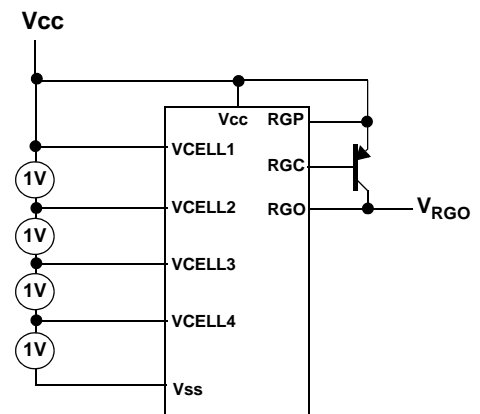 Vcc
Vcc
RGP
VCELL1
1V
RGC
VCELL2
RGO
VRGO
1V
VCELL3
1V
VCELL4
1V
Vss